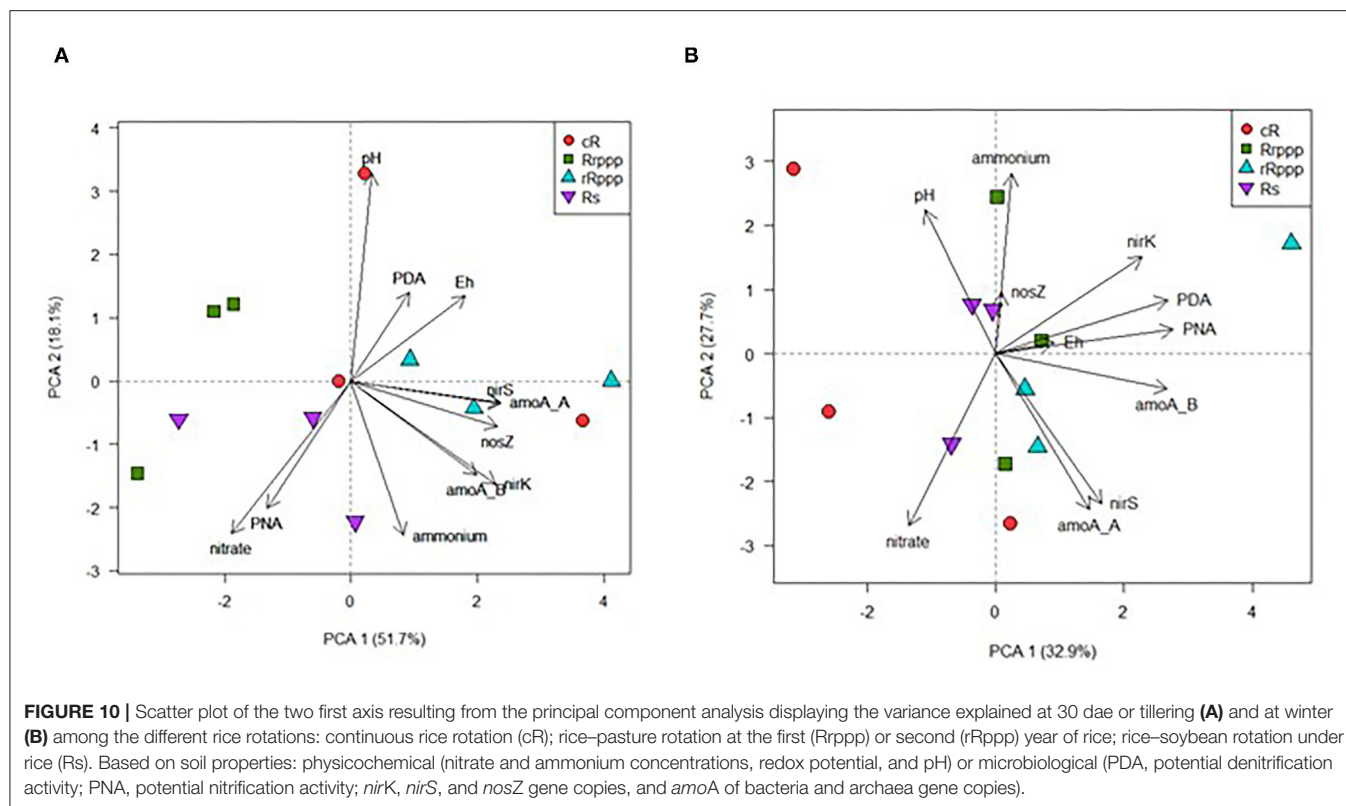 A
B
cR
Rrppp
rRppp
Rs
pH
PDA
Eh
nirS
amoA_A
nosZ
amoA_B
nirK
PNA
nitrate
ammonium
4
3
2
1
0
-1
-2
-3
-2
0
2
4
PCA 2 (18.1%)
PCA 1 (51.7%)
cR
Rrppp
rRppp
Rs
ammonium
pH
nirK
nosZ
PDA
PNA
Eh
amoA_B
nirS
amoA_A
nitrate
3
2
1
0
-1
-2
-3
-2
0
2
4
PCA 2 (27.7%)
PCA 1 (32.9%)
FIGURE 10 | Scatter plot of the two first axis resulting from the principal component analysis displaying the variance explained at 30 dae or tillering (A) and at winter
(B) among the different rice rotations: continuous rice rotation (cR); rice–pasture rotation at the first (Rrppp) or second (rRppp) year of rice; rice–soybean rotation under
rice (Rs). Based on soil properties: physicochemical (nitrate and ammonium concentrations, redox potential, and pH) or microbiological (PDA, potential denitrification
activity; PNA, potential nitrification activity; nirK, nirS, and nosZ gene copies, and amoA of bacteria and archaea gene copies).